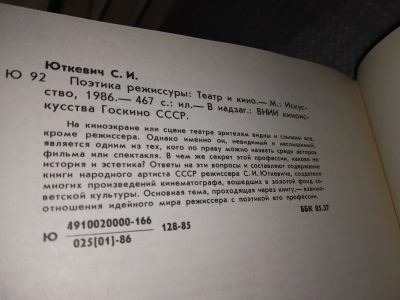 Юткевич С. И.
Ю 92 Поэтика режиссуры: Театр и кино.— М.: Искус-
ство, 1986.— 467 с.: ил.— В надзаг.: ВНИИ киноис-
кусства Госкино СССР.
На киноэкране или сцене театра зрителям видны и слышны все,
кроме режиссера. Однако именно он, невидимый и неслышимый,
является одним из тех, кого по праву можно назвать среди авторов
фильма или спектакля. В чем же секрет этой профессии, какове ее
история и эстетика? Ответы на эти вопросы и составляют содержание
книги народного артиста СССР режиссера С. И. Юткевича, создателя
многих произведений кинематографа, вошедших в золотой фонд со-
ветской культуры. Основная тема, проходящая через книгу,— взаимо-
отношения идейного мира режиссера с поэтикой его профессии.
Ю 4910020000-166 128-85
025[01]-86
ББК 85.37